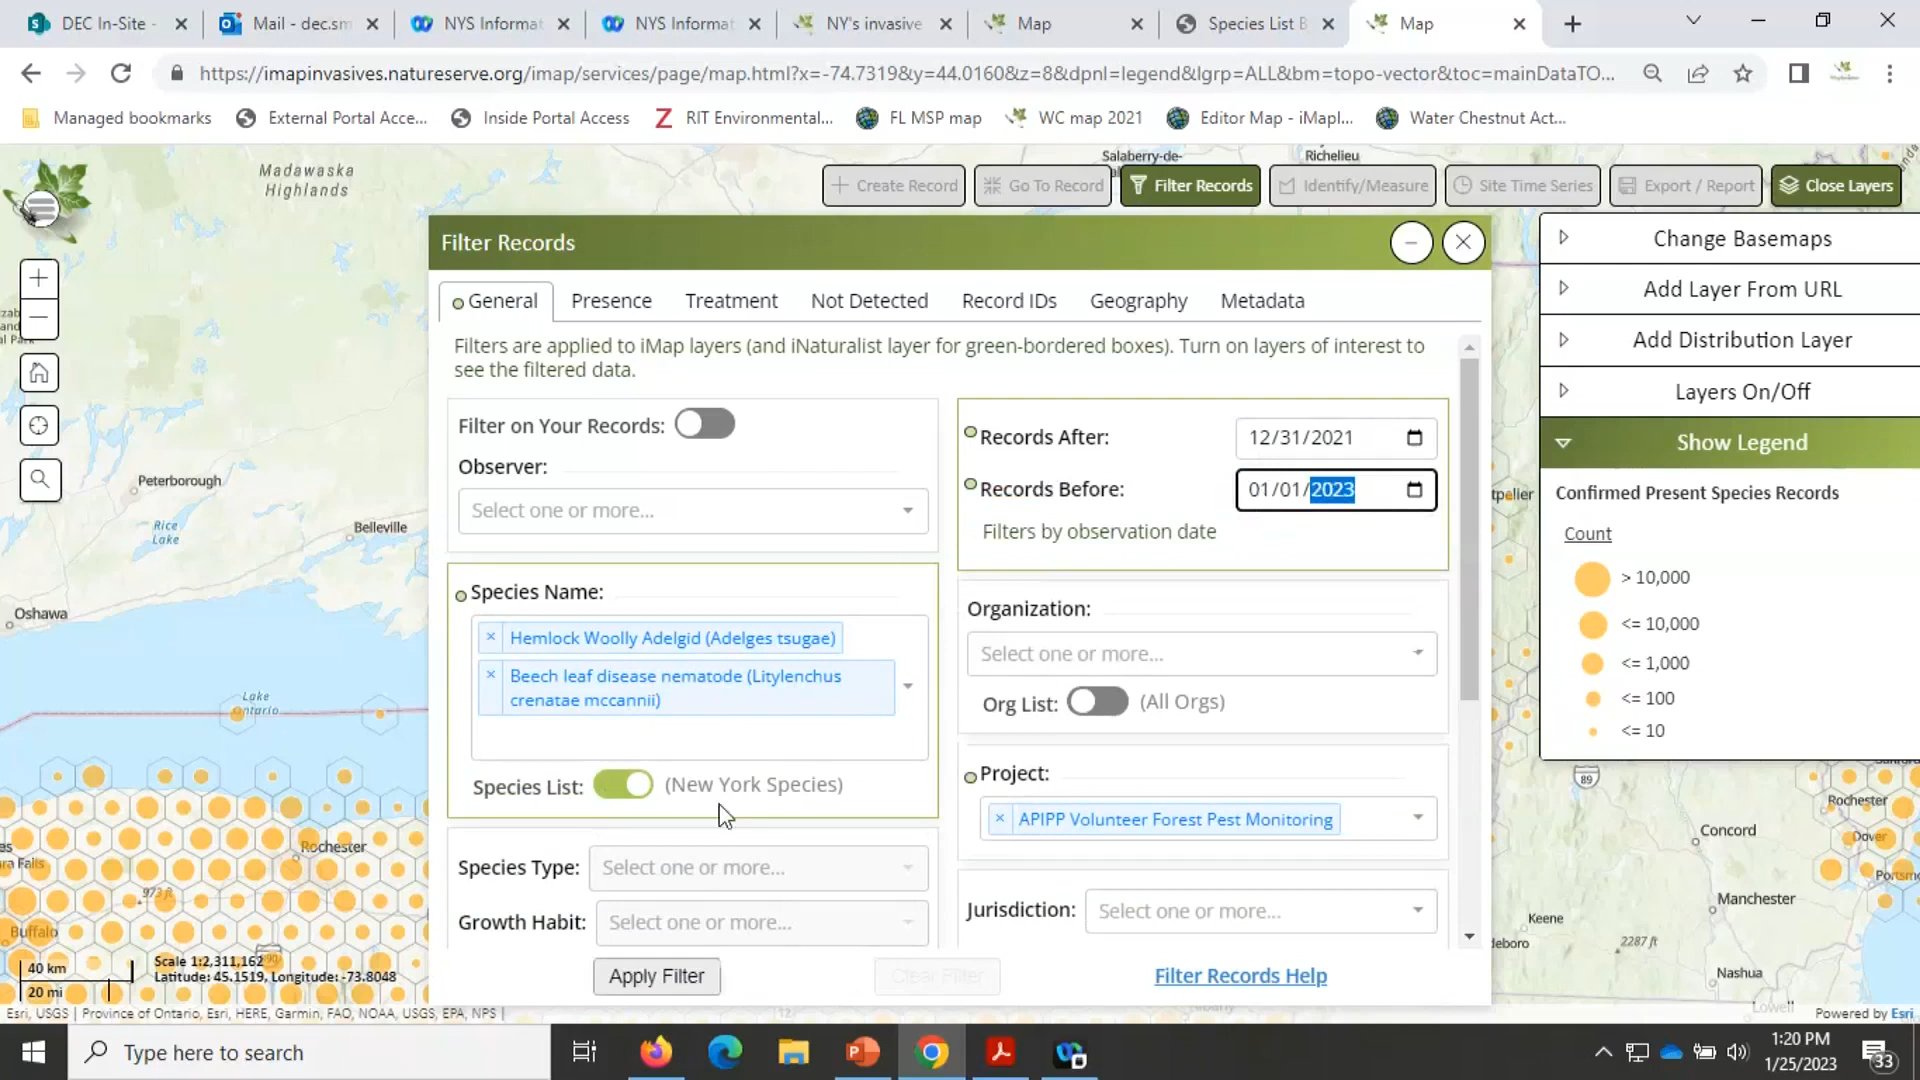 DEC In-Site -
Mail - dec.sm
NYS Informat
NYS Informat
NY's invasive
Map
Species List B
Map
https://imapinvasives.natureserve.org/imap/services/page/map.html?x=-74.7319&y=44.0160&z=8&dpnl=legend&lgrp=ALL&bm=topo-vector&toc=mainDataTO...
Managed bookmarks
External Portal Acce...
Inside Portal Access
RIT Environmental...
FL MSP map
WC map 2021
Editor Map - iMapI...
Water Chestnut Act...
Madawaska
Highlands
Salaberry-de-
Richelieu
Create Record
Go To Record
Filter Records
Identify/Measure
Site Time Series
Export / Report
Close Layers
Filter Records
General
Presence
Treatment
Not Detected
Record IDs
Geography
Metadata
Filters are applied to iMap layers (and iNaturalist layer for green-bordered boxes). Turn on layers of interest to
see the filtered data.
Filter on Your Records:
Observer:
Select one or more...
Species Name:
× Hemlock Woolly Adelgid (Adelges tsugae)
× Beech leaf disease nematode (Litylenchus
crenatae mccannii)
Species List: (New York Species)
Species Type: Select one or more...
Growth Habit: Select one or more...
Records After: 12/31/2021
Records Before: 01/01/2023
Filters by observation date
Organization:
Select one or more...
Org List: (All Orgs)
Project:
× APIPP Volunteer Forest Pest Monitoring
Jurisdiction: Select one or more...
Apply Filter
Clear Filter
Filter Records Help
Change Basemaps
Add Layer From URL
Add Distribution Layer
Layers On/Off
Show Legend
Confirmed Present Species Records
Count
> 10,000
<= 10,000
<= 1,000
<= 100
<= 10
Peterborough
Rice
Lake
Belleville
Oshawa
Lake
Ontario
Rochester
973 ft
Buffalo
40 km
20 mi
Scale 1:2,311,162
Latitude: 45.1519, Longitude: -73.8048
89
Rochester
Concord
Dover
Manchester
Keene
2287 ft
Nashua
Lowell
Esri, USGS | Province of Ontario, Esri, HERE, Garmin, FAO, NOAA, USGS, EPA, NPS |
Powered by Esri
Type here to search
1:20 PM
1/25/2023
33